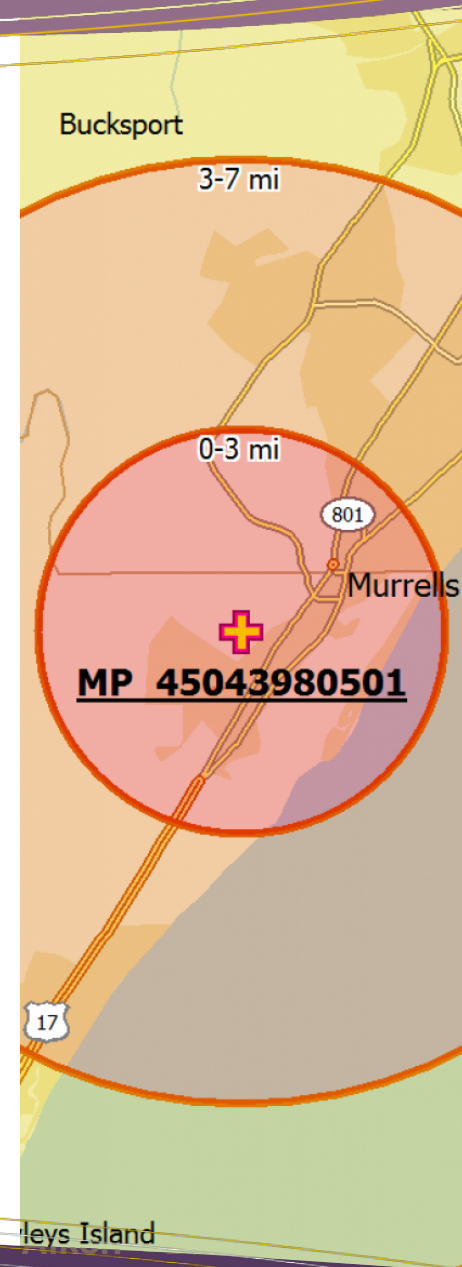 Bucksport
3-7 mi
0-3 mi
801
Murrells
MP 45043980501
17
leys Island